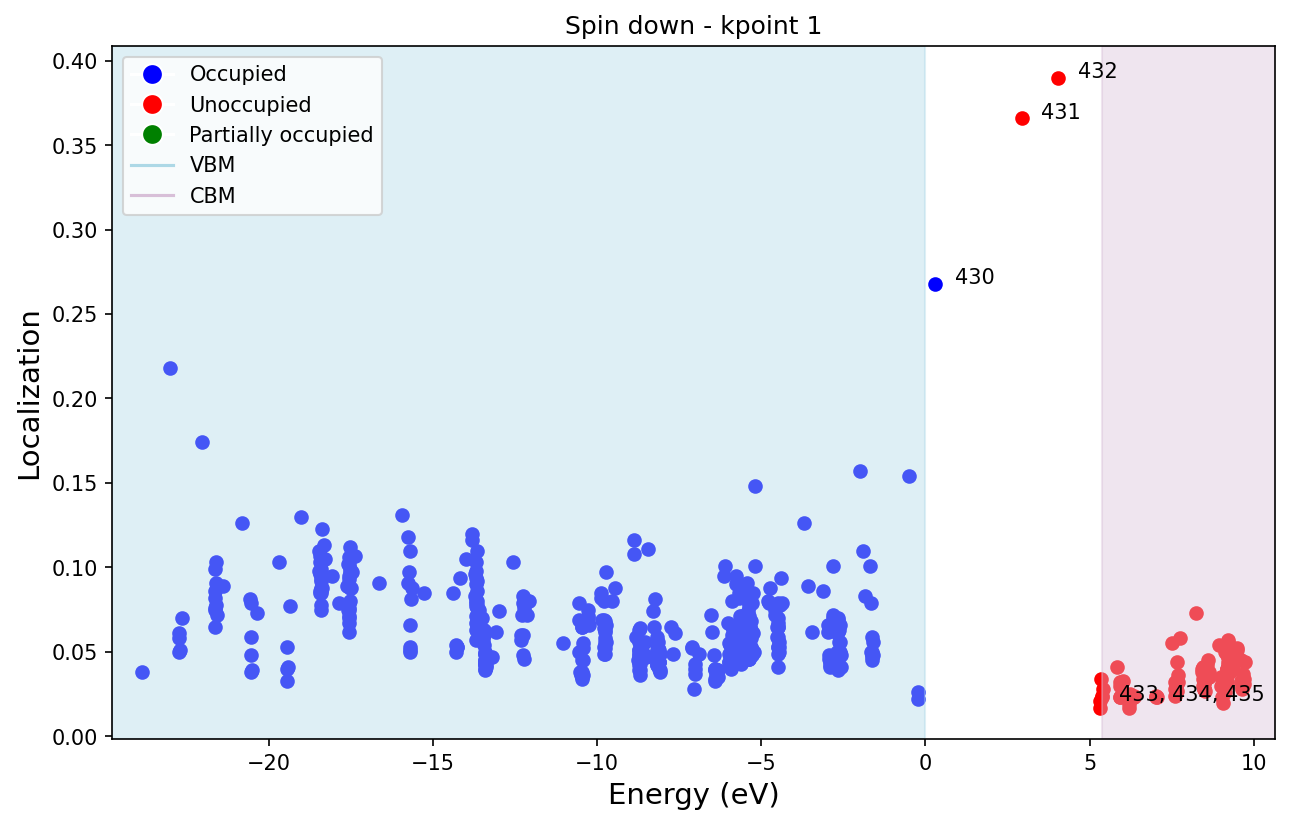 Spin down - kpoint 1
Localization
0.40
0.35
0.30
0.25
0.20
0.15
0.10
0.05
0.00
Occupied
Unoccupied
Partially occupied
VBM
CBM
432
431
430
433, 434, 435
−20
−15
−10
−5
0
5
10
Energy (eV)